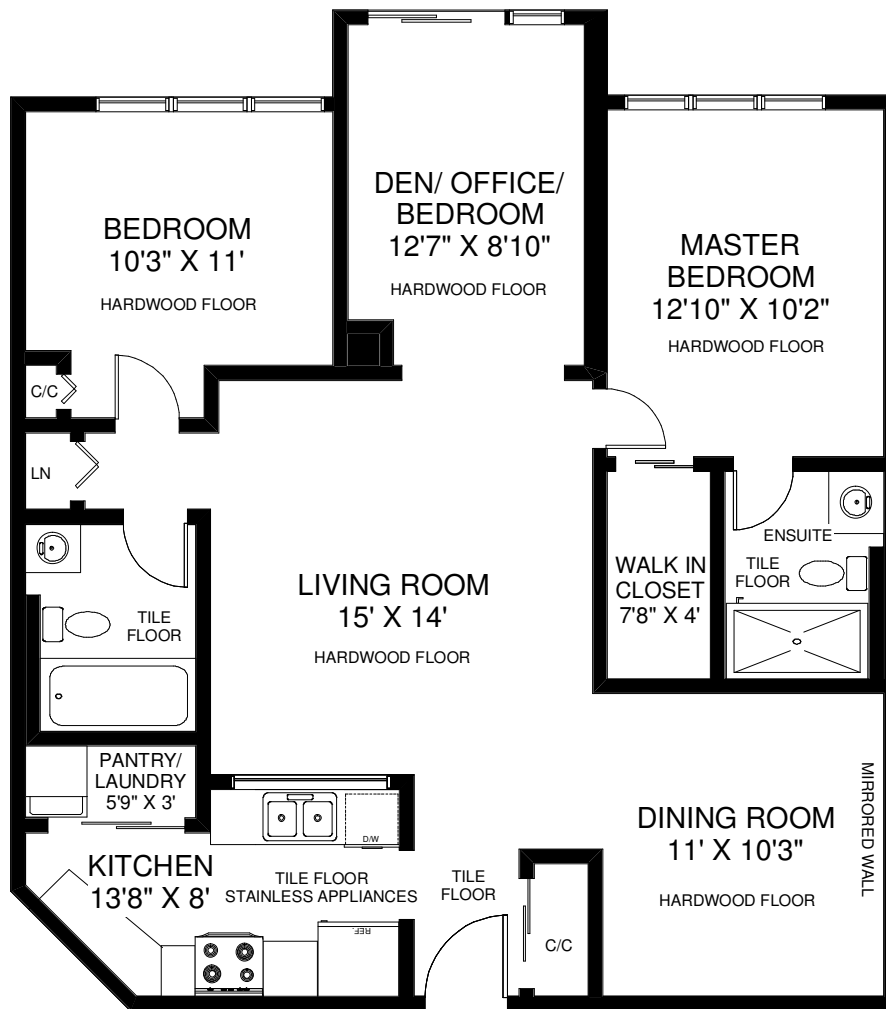 DEN/ OFFICE/
BEDROOM
12'7" X 8'10"
HARDWOOD FLOOR
BEDROOM
10'3" X 11'
HARDWOOD FLOOR
MASTER
BEDROOM
12'10" X 10'2"
HARDWOOD FLOOR
C/C
LN
ENSUITE
TILE
FLOOR
WALK IN
CLOSET
7'8" X 4'
LIVING ROOM
15' X 14'
HARDWOOD FLOOR
TILE
FLOOR
PANTRY/
LAUNDRY
5'9" X 3'
MIRRORED WALL
DINING ROOM
11' X 10'3"
HARDWOOD FLOOR
D/W
KITCHEN
13'8" X 8'
TILE FLOOR
STAINLESS APPLIANCES
TILE
FLOOR
REF.
C/C